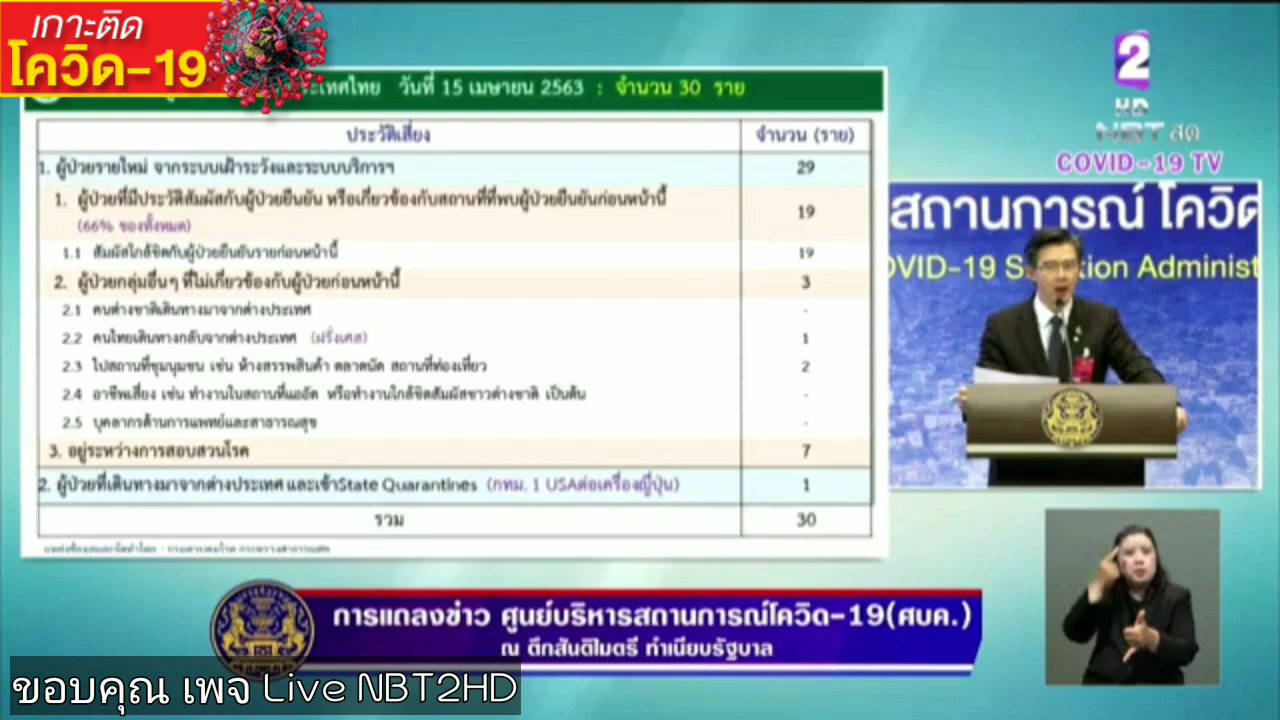 เกาะติด
โควิด-19
ประเทศไทย วันที่ 15 เมษายน 2563 : จำนวน 30 ราย
ประวัติเสี่ยง จำนวน (ราย)
1. ผู้ป่วยรายใหม่ จากระบบเฝ้าระวังและระบบบริการฯ 29
1. ผู้ป่วยที่มีประวัติสัมผัสกับผู้ป่วยยืนยัน หรือเกี่ยวข้องกับสถานที่ที่พบผู้ป่วยยืนยันก่อนหน้านี้ 19
(66% ของทั้งหมด)
1.1 สัมผัสใกล้ชิดกับผู้ป่วยยืนยันรายก่อนหน้านี้ 19
2. ผู้ป่วยกลุ่มอื่นๆ ที่ไม่เกี่ยวข้องกับผู้ป่วยก่อนหน้านี้ 3
2.1 คนต่างชาติเดินทางมาจากต่างประเทศ -
2.2 คนไทยเดินทางกลับจากต่างประเทศ (ฝรั่งเศส) 1
2.3 ไปสถานที่ชุมนุมชน เช่น ห้างสรรพสินค้า ตลาดนัด สถานที่ท่องเที่ยว 2
2.4 อาชีพเสี่ยง เช่น ทำงานในสถานที่แออัด หรือทำงานใกล้ชิดสัมผัสชาวต่างชาติ เป็นต้น -
2.5 บุคลากรด้านการแพทย์และสาธารณสุข -
3. อยู่ระหว่างการสอบสวนโรค 7
2. ผู้ป่วยที่เดินทางมาจากต่างประเทศ และเข้าState Quarantines (กทม. 1 USAต่อเครื่องญี่ปุ่น) 1
รวม 30
2
HD
NBT สด
COVID-19 TV
สถานการณ์ โควิด
OVID-19 S tion Administ
การแถลงข่าว ศูนย์บริหารสถานการณ์โควิด-19(ศบค.)
ณ ตึกสันติไมตรี ทำเนียบรัฐบาล
ขอบคุณ เพจ Live NBT2HD